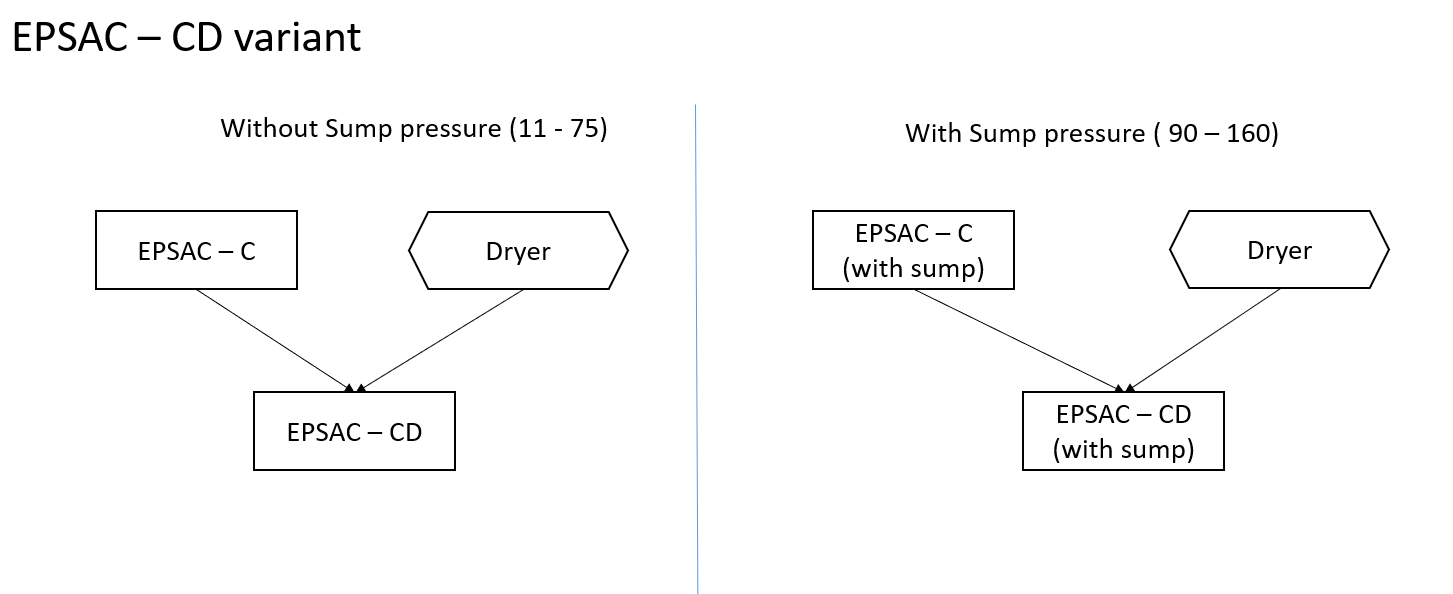 EPSAC – CD variant
Without Sump pressure (11 - 75)
EPSAC – C
Dryer
EPSAC – CD
With Sump pressure ( 90 – 160)
EPSAC – C
(with sump)
Dryer
EPSAC – CD
(with sump)